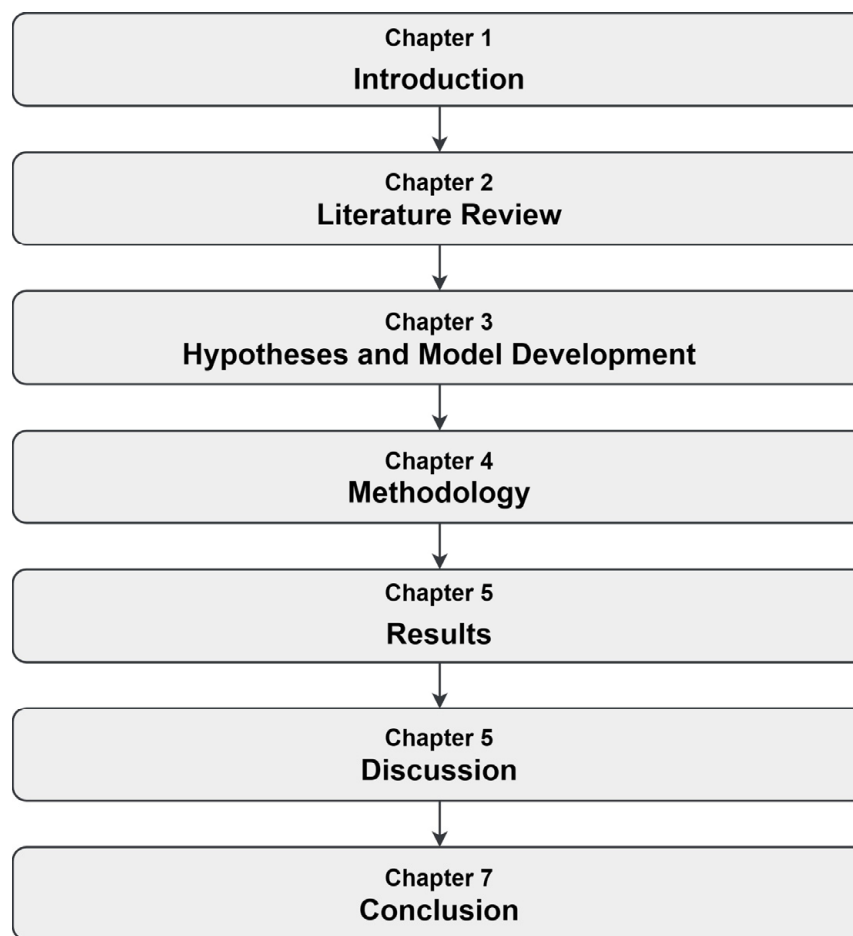 Chapter 1
Introduction
Chapter 2
Literature Review
Chapter 3
Hypotheses and Model Development
Chapter 4
Methodology
Chapter 5
Results
Chapter 5
Discussion
Chapter 7
Conclusion